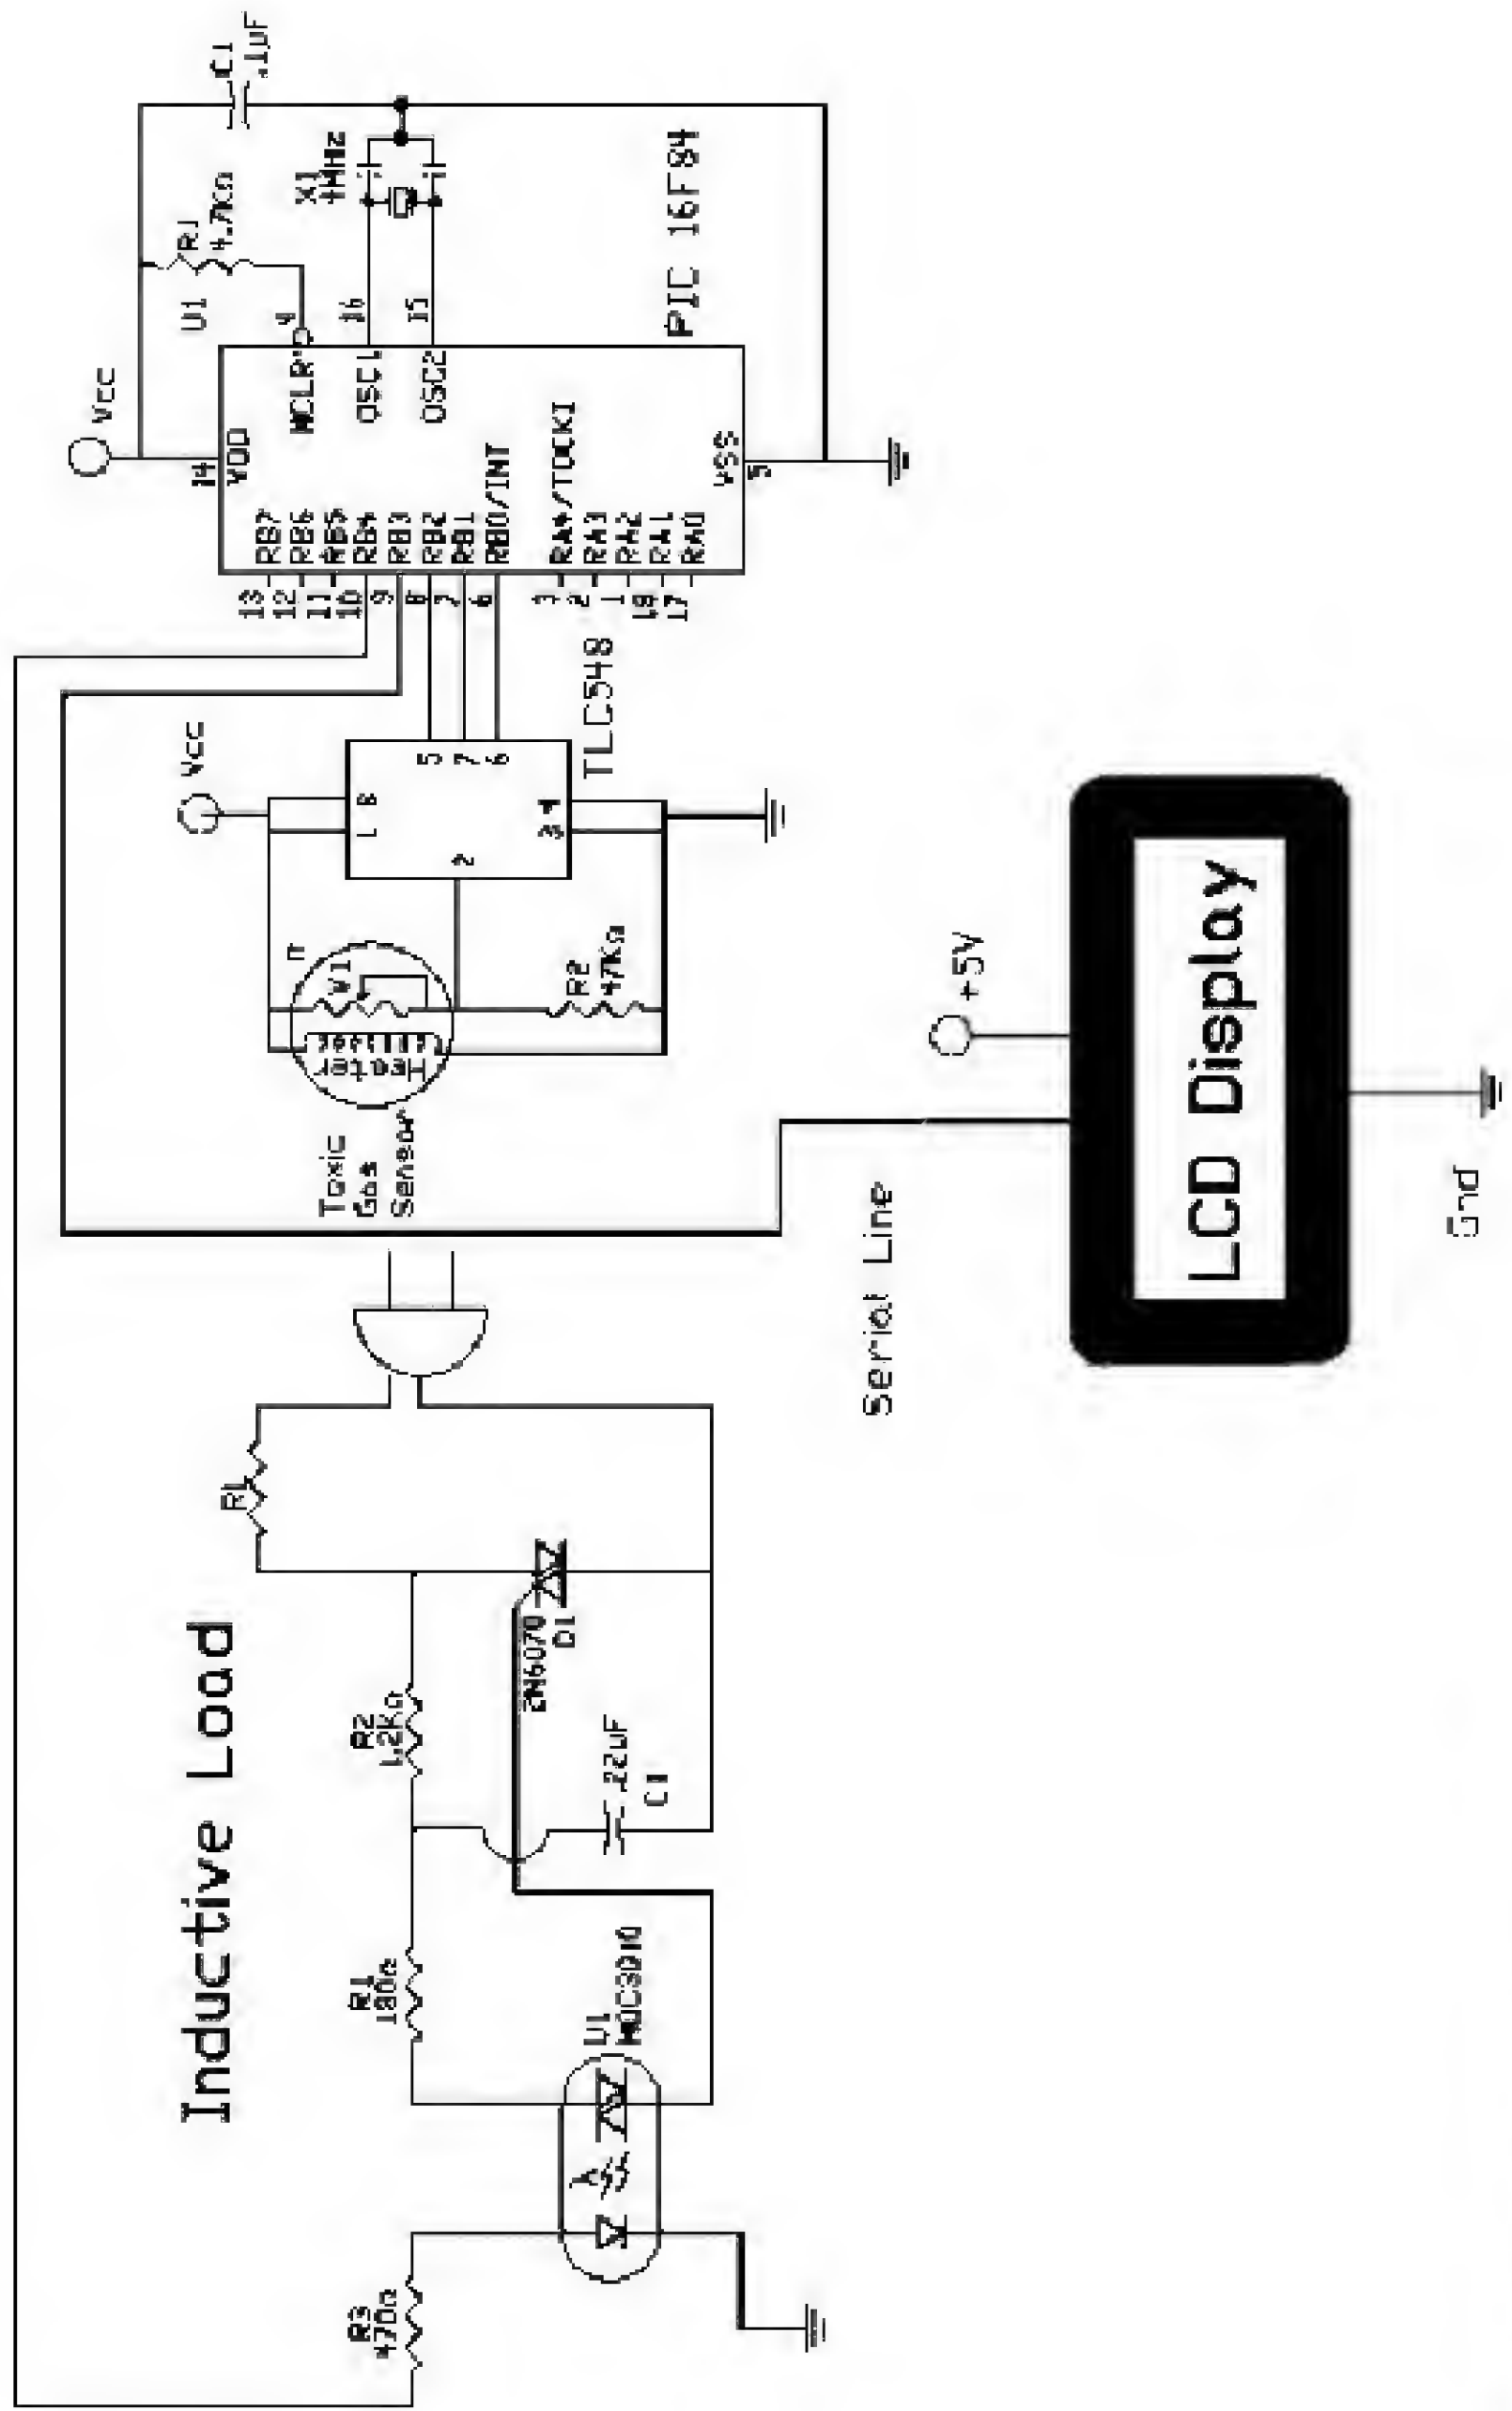 Inductive Load
R3
470Ω
R1
180Ω
R2
1.2KΩ
RL
U1
MOC3010
.22uF
C1
2N6070
D1
Toxic
Gas
Sensor
Heater
V1
R2
47KΩ
Vcc
1 8
2
3 4
5
7
6
TLC548
Vcc
14
VDD
13 RB7
12 RB6
11 RB5
10 RB4
9 RB3
8 RB2
7 RB1
6 RB0/INT
3 RA4/TOCKI
2 RA3
1 RA2
18 RA1
17 RA0
VSS
5
MCLR
4
OSC1
16
OSC2
15
U1
R1
4.7KΩ
C1
.1uF
X1
4MHz
PIC 16F84
Serial Line
+5V
LCD Display
Gnd